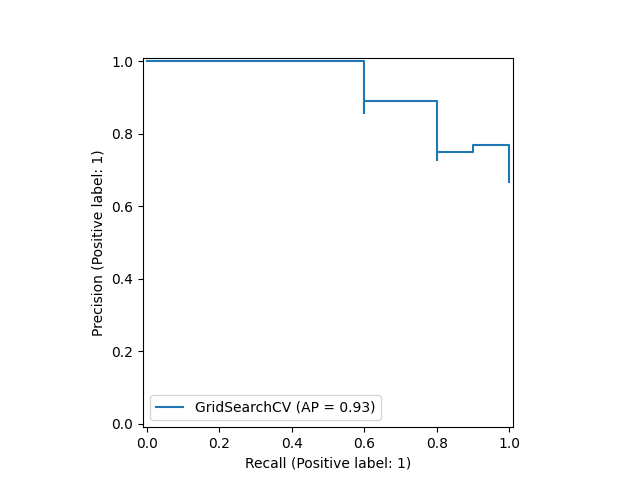 1.0
0.8
0.6
0.4
0.2
0.0
Precision (Positive label: 1)
GridSearchCV (AP = 0.93)
0.0 0.2 0.4 0.6 0.8 1.0
Recall (Positive label: 1)